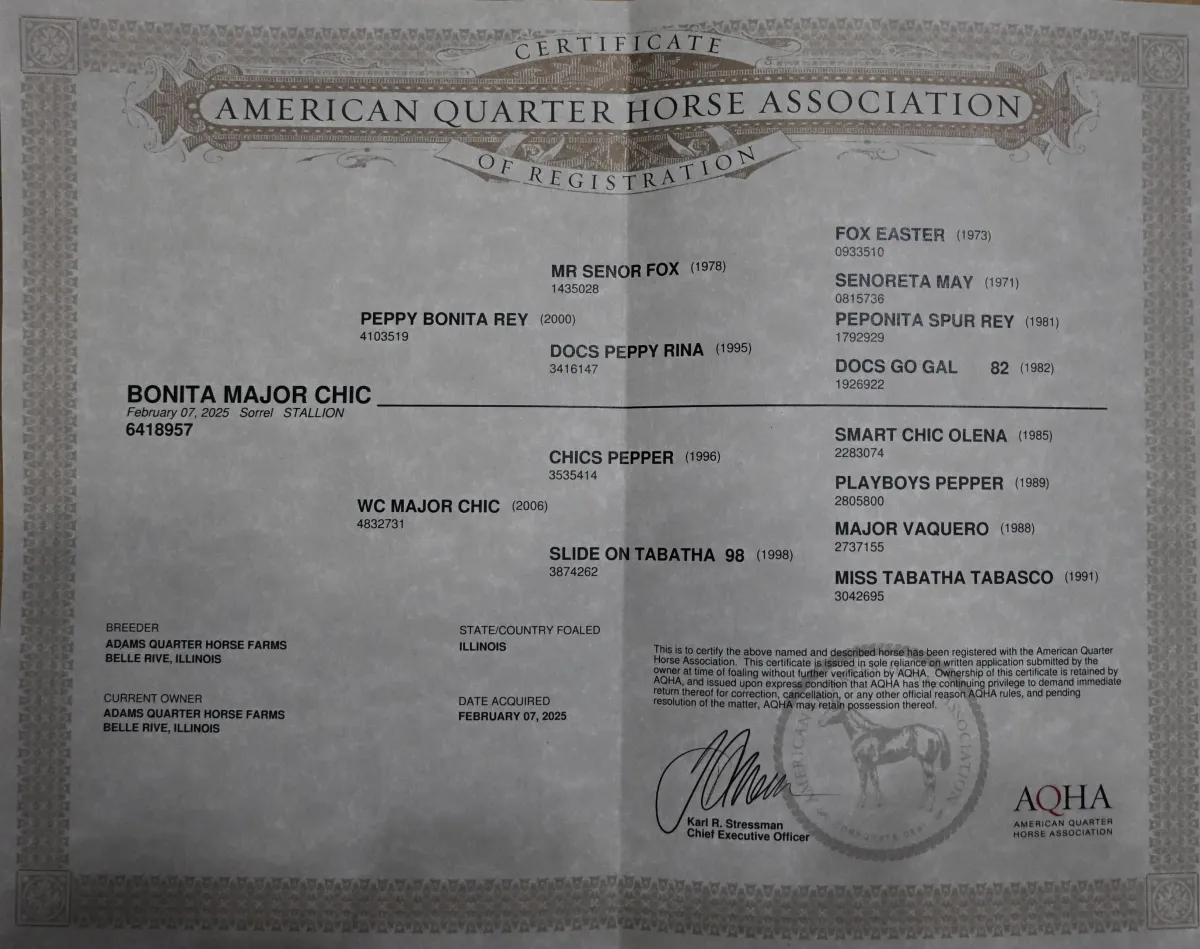 CERTIFICATE
AMERICAN QUARTER HORSE ASSOCIATION
OF REGISTRATION
FOX EASTER (1973)
0933510
MR SENOR FOX (1978)
1435028
SENORETA MAY (1971)
0815736
PEPPY BONITA REY (2000)
4103519
PEPONITA SPUR REY (1981)
1792929
DOCS PEPPY RINA (1995)
3416147
DOCS GO GAL 82 (1982)
1926922
BONITA MAJOR CHIC
February 07, 2025 Sorrel STALLION
6418957
SMART CHIC OLENA (1985)
2283074
CHICS PEPPER (1996)
3535414
PLAYBOYS PEPPER (1989)
2805800
WC MAJOR CHIC (2006)
4832731
MAJOR VAQUERO (1988)
2737155
SLIDE ON TABATHA 98 (1998)
3874262
MISS TABATHA TABASCO (1991)
3042695
BREEDER
ADAMS QUARTER HORSE FARMS
BELLE RIVE, ILLINOIS
STATE/COUNTRY FOALED
ILLINOIS
CURRENT OWNER
ADAMS QUARTER HORSE FARMS
BELLE RIVE, ILLINOIS
DATE ACQUIRED
FEBRUARY 07, 2025
This is to certify the above named and described horse has been registered with the American Quarter
Horse Association. This certificate is issued in sole reliance on written application submitted by the
owner at time of foaling without further verification by AQHA. Ownership of this certificate is retained by
AQHA, and issued upon express condition that AQHA has the continuing privilege to demand immediate
return thereof for correction, cancellation, or any other official reason AQHA rules, and pending
resolution of the matter, AQHA may retain possession thereof.
Karl R. Stressman
Chief Executive Officer
AMERICAN ASSOCIATION
AQHA
AMERICAN QUARTER
HORSE ASSOCIATION